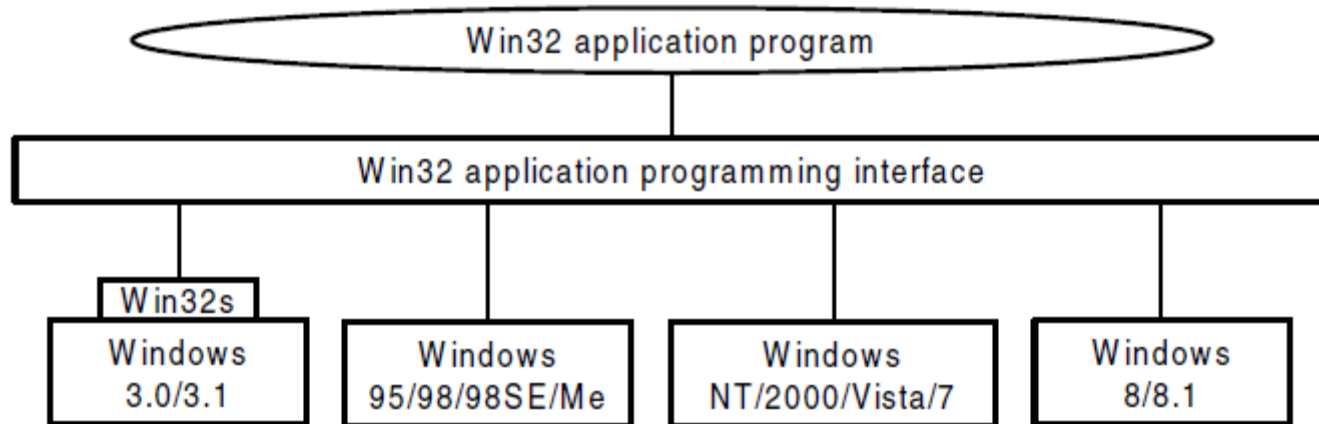 Win32 application program
Win32 application programming interface
Win32s
Windows
3.0/3.1
Windows
95/98/98SE/Me
Windows
NT/2000/Vista/7
Windows
8/8.1